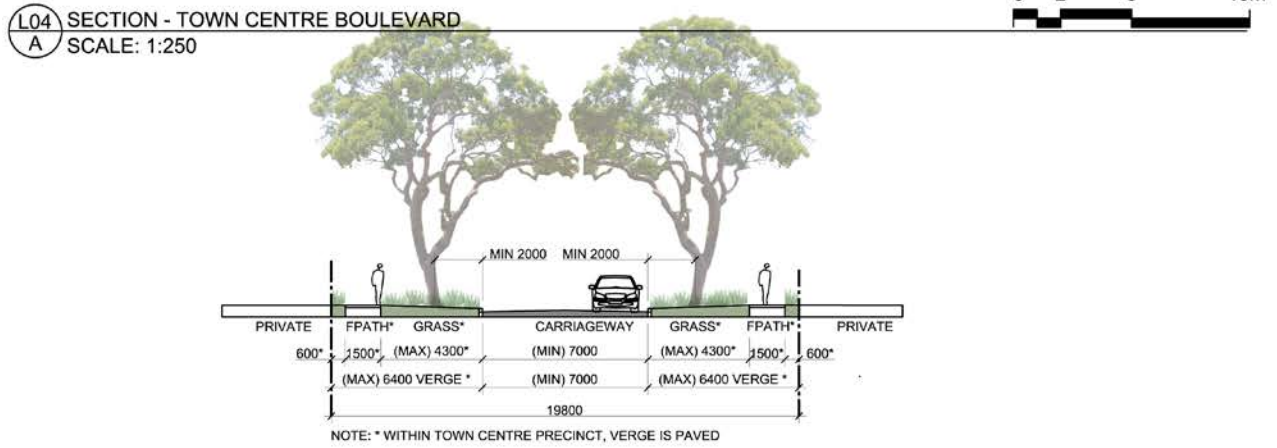 L04 SECTION - TOWN CENTRE BOULEVARD
A SCALE: 1:250
MIN 2000 MIN 2000
PRIVATE FPATH* GRASS* CARRIAGEWAY GRASS* FPATH* PRIVATE
600* 1500* (MAX) 4300* (MIN) 7000 (MAX) 4300* 1500* 600*
(MAX) 6400 VERGE * (MIN) 7000 (MAX) 6400 VERGE *
19800
NOTE: * WITHIN TOWN CENTRE PRECINCT, VERGE IS PAVED